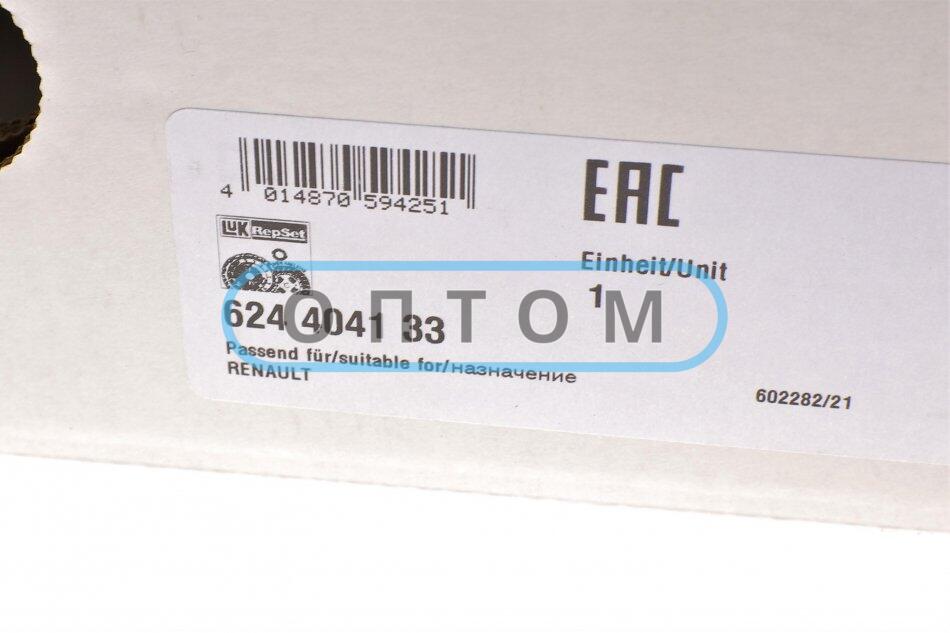 4 014870 594251
EAC
LUK RepSet
Einheit/Unit
1
ОПТОМ
624 4041 33
Passend für/suitable for/назначение
RENAULT
602282/21